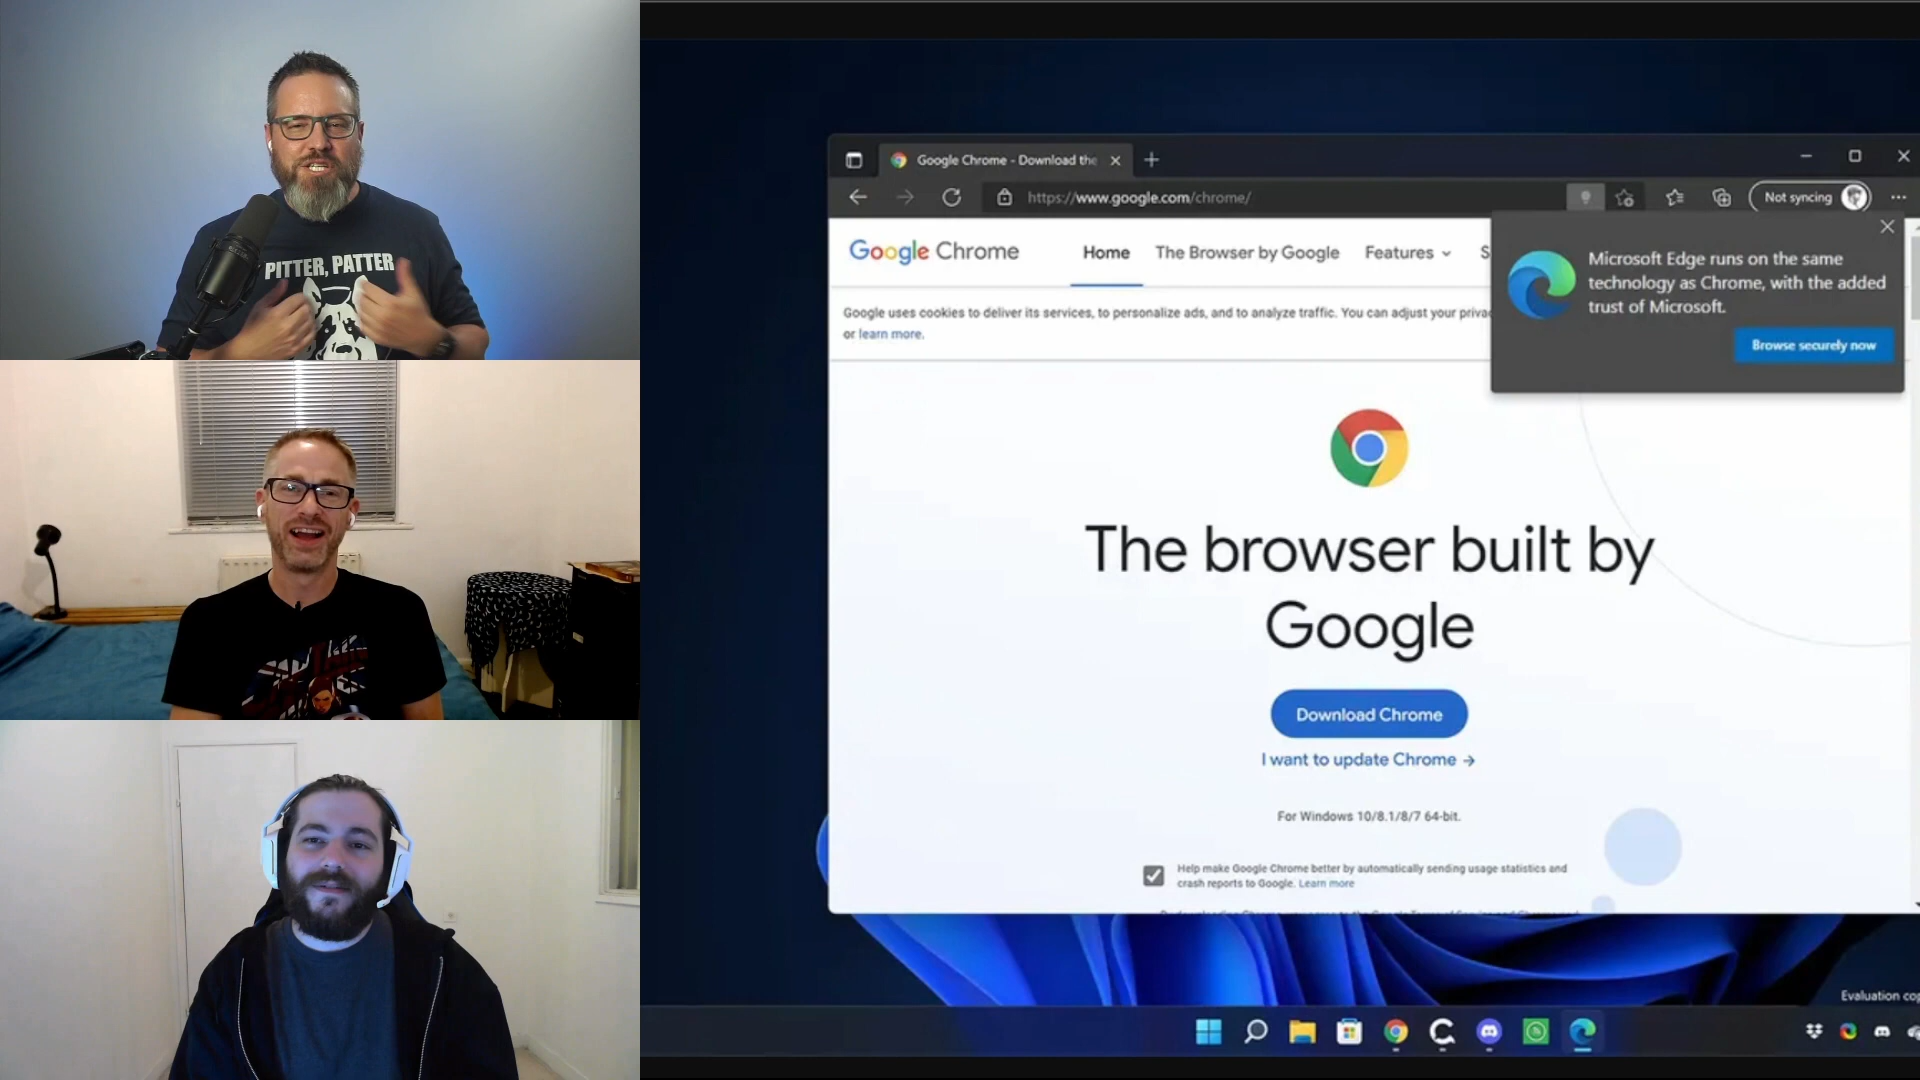 PITTER, PATTER
Google Chrome - Download the
https://www.google.com/chrome/
Not syncing
Google Chrome
Home
The Browser by Google
Features
S
Microsoft Edge runs on the same
technology as Chrome, with the added
trust of Microsoft.
Browse securely now
Google uses cookies to deliver its services, to personalize ads, and to analyze traffic. You can adjust your priva
or learn more.
The browser built by
Google
Download Chrome
I want to update Chrome →
For Windows 10/8.1/8/7 64-bit.
Help make Google Chrome better by automatically sending usage statistics and
crash reports to Google. Learn more
Evaluation cop